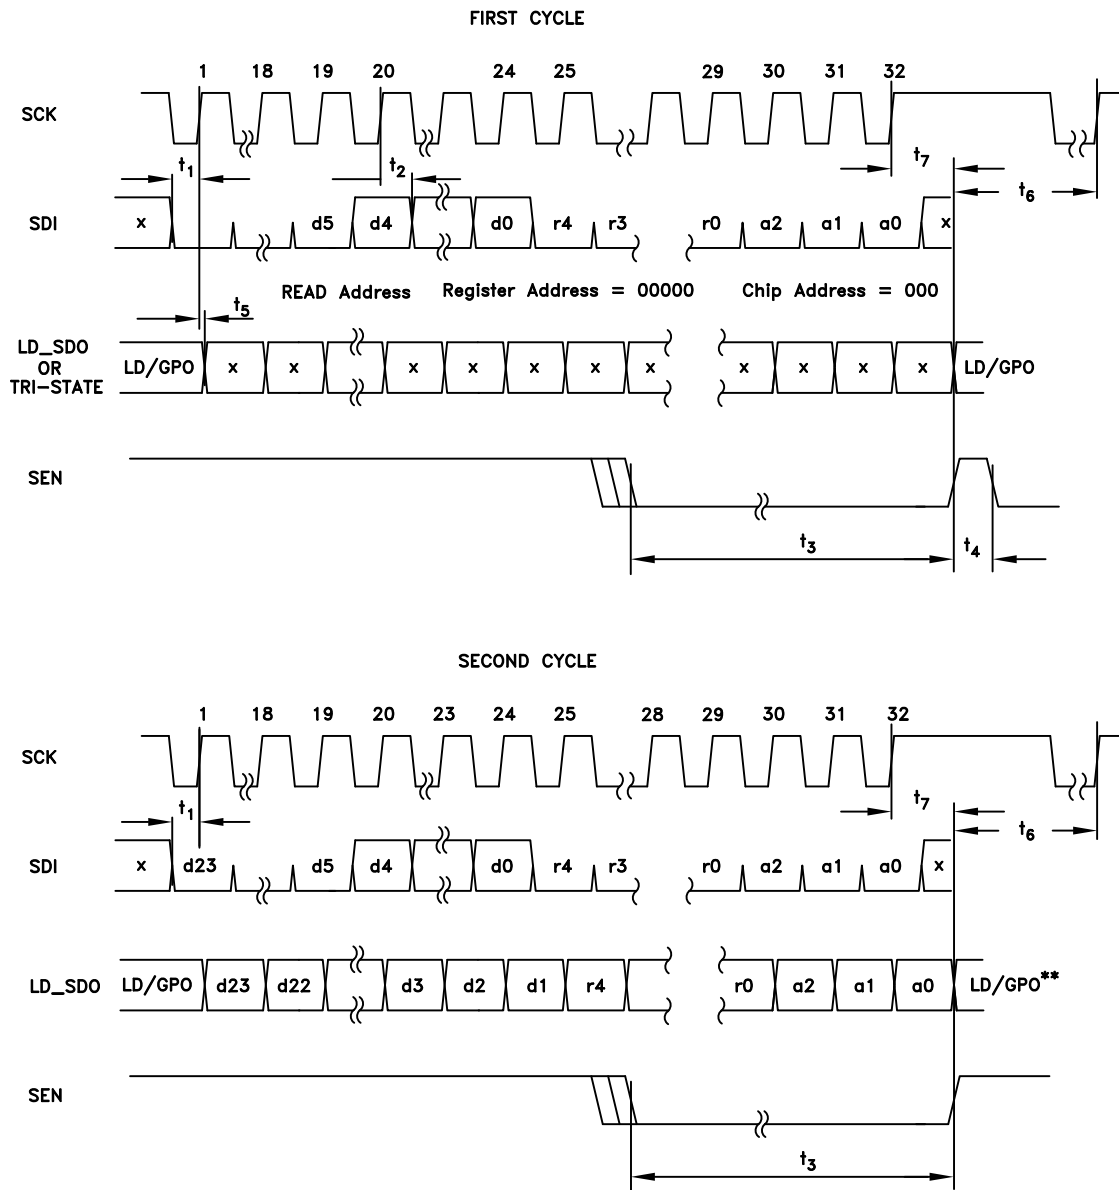 FIRST CYCLE
1 18 19 20 24 25 29 30 31 32
SCK
t1 t2 t7 t6
SDI x d5 d4 d0 r4 r3 r0 a2 a1 a0 x
READ Address Register Address = 00000 Chip Address = 000
t5
LD_SDO
OR
TRI-STATE
LD/GPO x x x x x x x x x x x LD/GPO
SEN
t3 t4
SECOND CYCLE
1 18 19 20 23 24 25 28 29 30 31 32
SCK
t1 t7 t6
SDI x d23 d5 d4 d0 r4 r3 r0 a2 a1 a0 x
LD_SDO LD/GPO d23 d22 d3 d2 d1 r4 r0 a2 a1 a0 LD/GPO**
SEN
t3